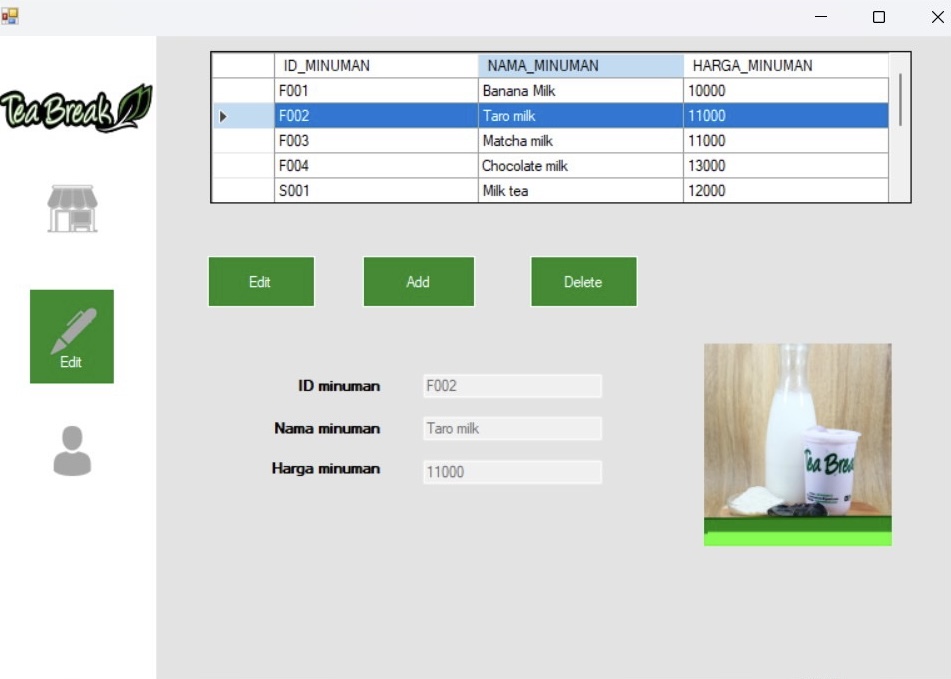 Tea Break
ID_MINUMAN NAMA_MINUMAN HARGA_MINUMAN
F001 Banana Milk 10000
F002 Taro milk 11000
F003 Matcha milk 11000
F004 Chocolate milk 13000
S001 Milk tea 12000
Edit Add Delete
Edit
ID minuman F002
Nama minuman Taro milk
Harga minuman 11000
Tea Brea